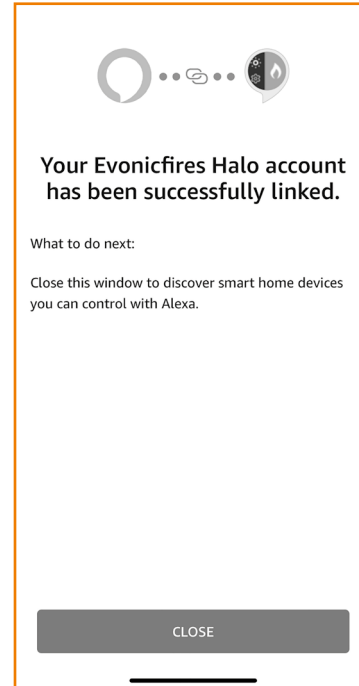 Your Evonicfires Halo account
has been successfully linked.
What to do next:
Close this window to discover smart home devices
you can control with Alexa.
CLOSE